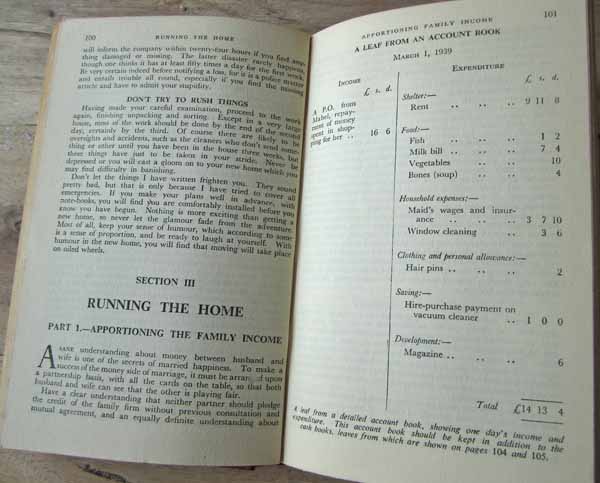 100 RUNNING THE HOME
will inform the company within twenty-four hours if you find any-
thing damaged or missing. The latter disaster rarely happens,
though one thinks it has at least fifty times a day for the first week.
Be very certain indeed before notifying a loss, for it is a police matter
and entails trouble all round, especially if you find the missing
article and have to admit your stupidity.
DON'T TRY TO RUSH THINGS
Having made your careful examination, proceed to the work
again, finishing unpacking and sorting. Except in a very large
house, most of the work should be done by the end of the second
day, certainly by the third. Of course there are likely to be
oversights and accidents, such as the cleaners who don't send some-
thing or other until you have been in the house three weeks, but
these things have just to be taken in your stride. Never be
depressed or you will cast a gloom on to your new home which you
may find difficulty in banishing.
Don't let the things I have written frighten you. They sound
pretty bad, but that is only because I have tried to cover all
emergencies. If you make your plans well in advance, with
note-books, you will find you are comfortably installed before you
know you have begun. Nothing is more exciting than getting a
new home, so never let the glamour fade from the adventure.
Most of all, keep your sense of humour, which according to some
is a sense of proportion, and be ready to laugh at yourself. With
humour in the new home, you will find that moving will take place
on oiled wheels.
SECTION III
RUNNING THE HOME
PART 1.—APPORTIONING THE FAMILY INCOME
A SANE understanding about money between husband and
wife is one of the secrets of married happiness. To make a
success of the money side of marriage, it must be arranged upon
a partnership basis, with all the cards on the table, so that both
husband and wife can see that the other is playing fair.
Have a clear understanding that neither partner should pledge
the credit of the family firm without previous consultation and
mutual agreement, and an equally definite understanding about
APPORTIONING FAMILY INCOME 101
A LEAF FROM AN ACCOUNT BOOK
MARCH 1, 1939
INCOME
£ s. d.
A P.O. from
Mabel, repay-
ment of money
spent in shop-
ping for her .. 16 6
EXPENDITURE
£ s. d.
Shelter:—
Rent .. .. .. 9 11 8
Food:—
Fish .. .. .. 1 2
Milk bill .. .. .. 7 4
Vegetables .. .. 10
Bones (soup) .. .. 4
Household expenses:—
Maid's wages and insur-
ance .. .. .. 3 7 10
Window cleaning .. 3 6
Clothing and personal allowance:—
Hair pins .. .. .. 2
Saving:—
Hire-purchase payment on
vacuum cleaner .. 1 0 0
Development:—
Magazine .. .. .. 6
Total .. £14 13 4
A leaf from a detailed account book, showing one day's income and
expenditure. This account book should be kept in addition to the
cash books, leaves from which are shown on pages 104 and 105.